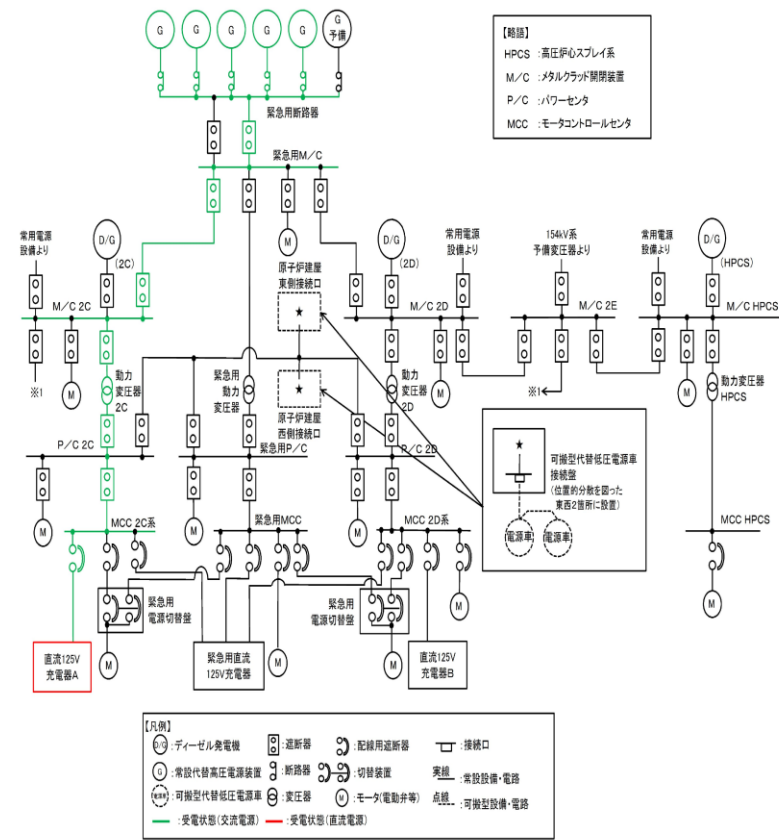 G
G
G
G
G
G
予備
緊急用断路器
緊急用M/C
【略語】
HPCS :高圧炉心スプレイ系
M/C :メタルクラッド開閉装置
P/C :パワーセンタ
MCC :モータコントロールセンタ
常用電源
設備より
D/G
(2C)
M
原子炉建屋
東側接続口
★
D/G
(2D)
常用電源
設備より
154kV系
予備変圧器より
常用電源
設備より
D/G
(HPCS)
M/C 2C
M/C 2D
M/C 2E
M/C HPCS
※1
M
動力
変圧器
2C
緊急用
動力
変圧器
★
原子炉建屋
西側接続口
動力
変圧器
2D
M
※1
M
動力変圧器
HPCS
P/C 2C
緊急用P/C
P/C 2D
★
可搬型代替低圧電源車
接続盤
(位置的分散を図った
東西2箇所に設置)
電源車
電源車
M
M
M
MCC 2C系
緊急用MCC
MCC 2D系
MCC HPCS
緊急用
電源切替盤
緊急用
電源切替盤
M
M
直流125V
充電器A
M
緊急用直流
125V充電器
M
M
直流125V
充電器B
【凡例】
D/G :ディーゼル発電機
:遮断器
:配線用遮断器
:接続口
G :常設代替高圧電源装置
:断路器
:切替装置
実線 :常設設備・電路
電源車 :可搬型代替低圧電源車
:変圧器
M :モータ(電動弁等)
点線 :可搬型設備・電路
:受電状態(交流電源)
:受電状態(直流電源)